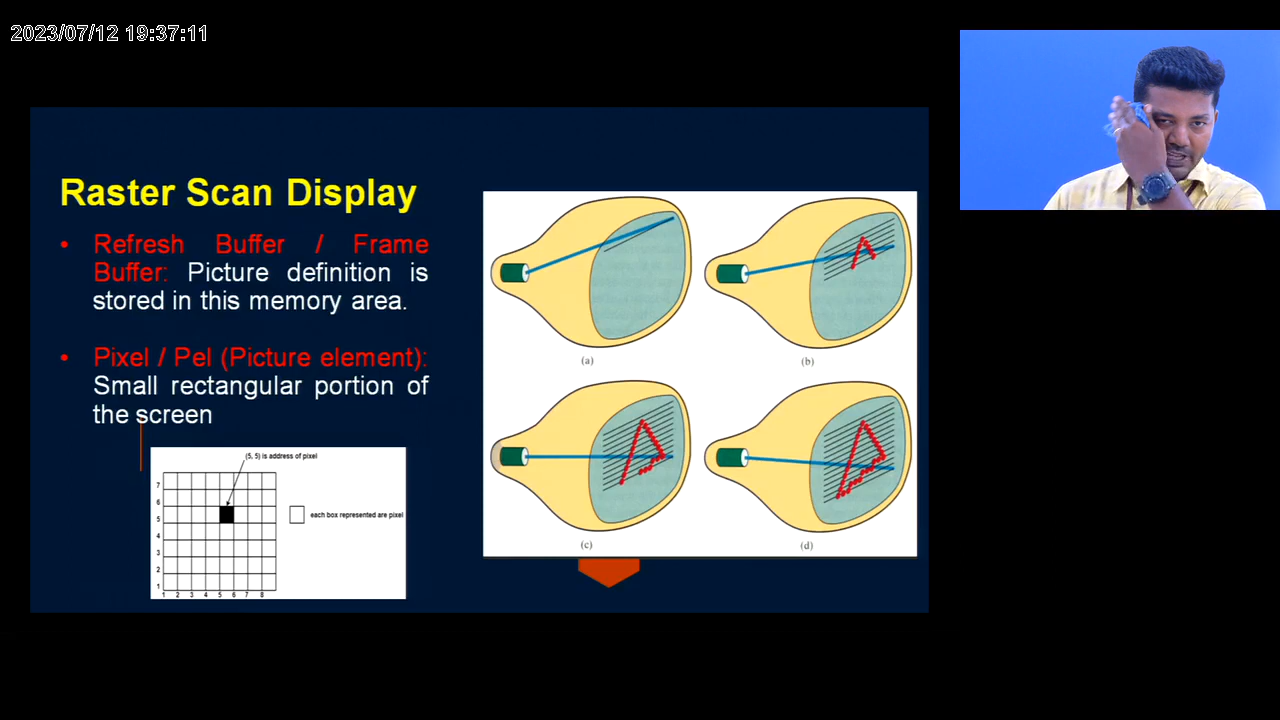 2023/07/12 19:37:11
Raster Scan Display
• Refresh Buffer / Frame
Buffer: Picture definition is
stored in this memory area.
• Pixel / Pel (Picture element):
Small rectangular portion of
the screen
(5, 5) is address of pixel
7
6
5
4
3
2
1
1 2 3 4 5 6 7 8
each box represented are pixel
(a)
(b)
(c)
(d)